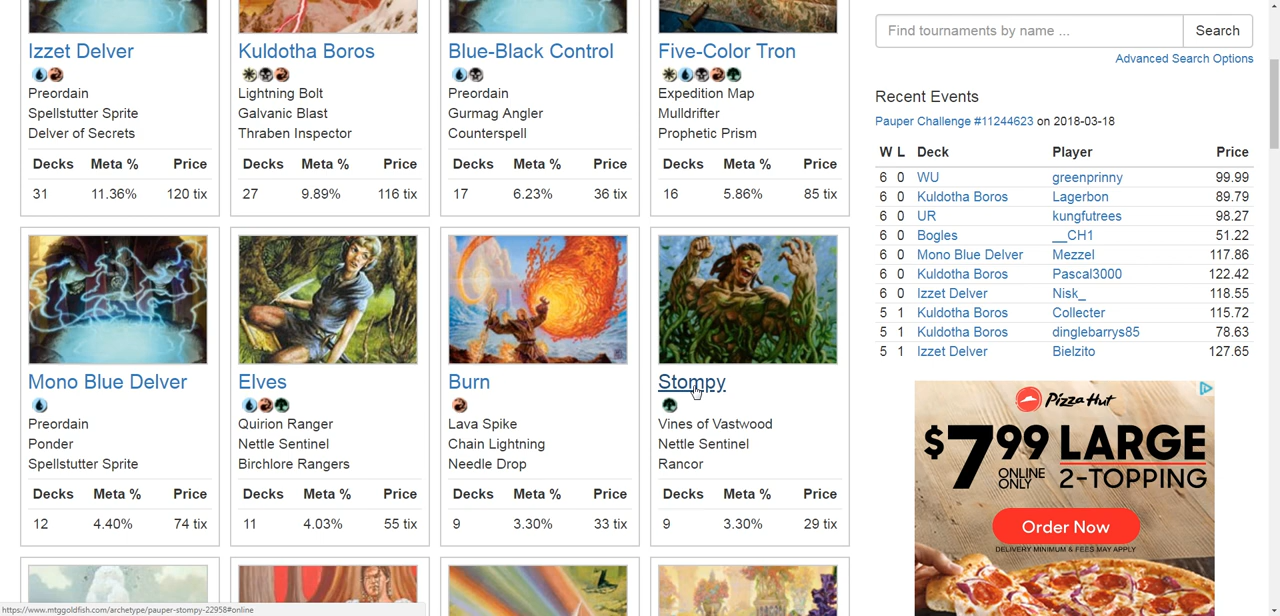 Izzet Delver
Preordain
Spellstutter Sprite
Delver of Secrets
Decks Meta % Price
31 11.36% 120 tix
Kuldotha Boros
Lightning Bolt
Galvanic Blast
Thraben Inspector
Decks Meta % Price
27 9.89% 116 tix
Blue-Black Control
Preordain
Gurmag Angler
Counterspell
Decks Meta % Price
17 6.23% 36 tix
Five-Color Tron
Expedition Map
Mulldrifter
Prophetic Prism
Decks Meta % Price
16 5.86% 85 tix
Mono Blue Delver
Preordain
Ponder
Spellstutter Sprite
Decks Meta % Price
12 4.40% 74 tix
Elves
Quirion Ranger
Nettle Sentinel
Birchlore Rangers
Decks Meta % Price
11 4.03% 55 tix
Burn
Lava Spike
Chain Lightning
Needle Drop
Decks Meta % Price
9 3.30% 33 tix
Stompy
Vines of Vastwood
Nettle Sentinel
Rancor
Decks Meta % Price
9 3.30% 29 tix
Find tournaments by name ... Search
Advanced Search Options
Recent Events
Pauper Challenge #11244623 on 2018-03-18
W L Deck Player Price
6 0 WU greenprinny 99.99
6 0 Kuldotha Boros Lagerbon 89.79
6 0 UR kungfutrees 98.27
6 0 Bogles __CH1 51.22
6 0 Mono Blue Delver Mezzel 117.86
6 0 Kuldotha Boros Pascal3000 122.42
6 0 Izzet Delver Nisk_ 118.55
5 1 Kuldotha Boros Collecter 115.72
5 1 Kuldotha Boros dinglebarrys85 78.63
5 1 Izzet Delver Bielzito 127.65
Pizza Hut
$7.99 LARGE
ONLINE ONLY 2-TOPPING
Order Now
DELIVERY MINIMUM & FEES MAY APPLY
https://www.mtggoldfish.com/archetype/pauper-stompy-22958#online